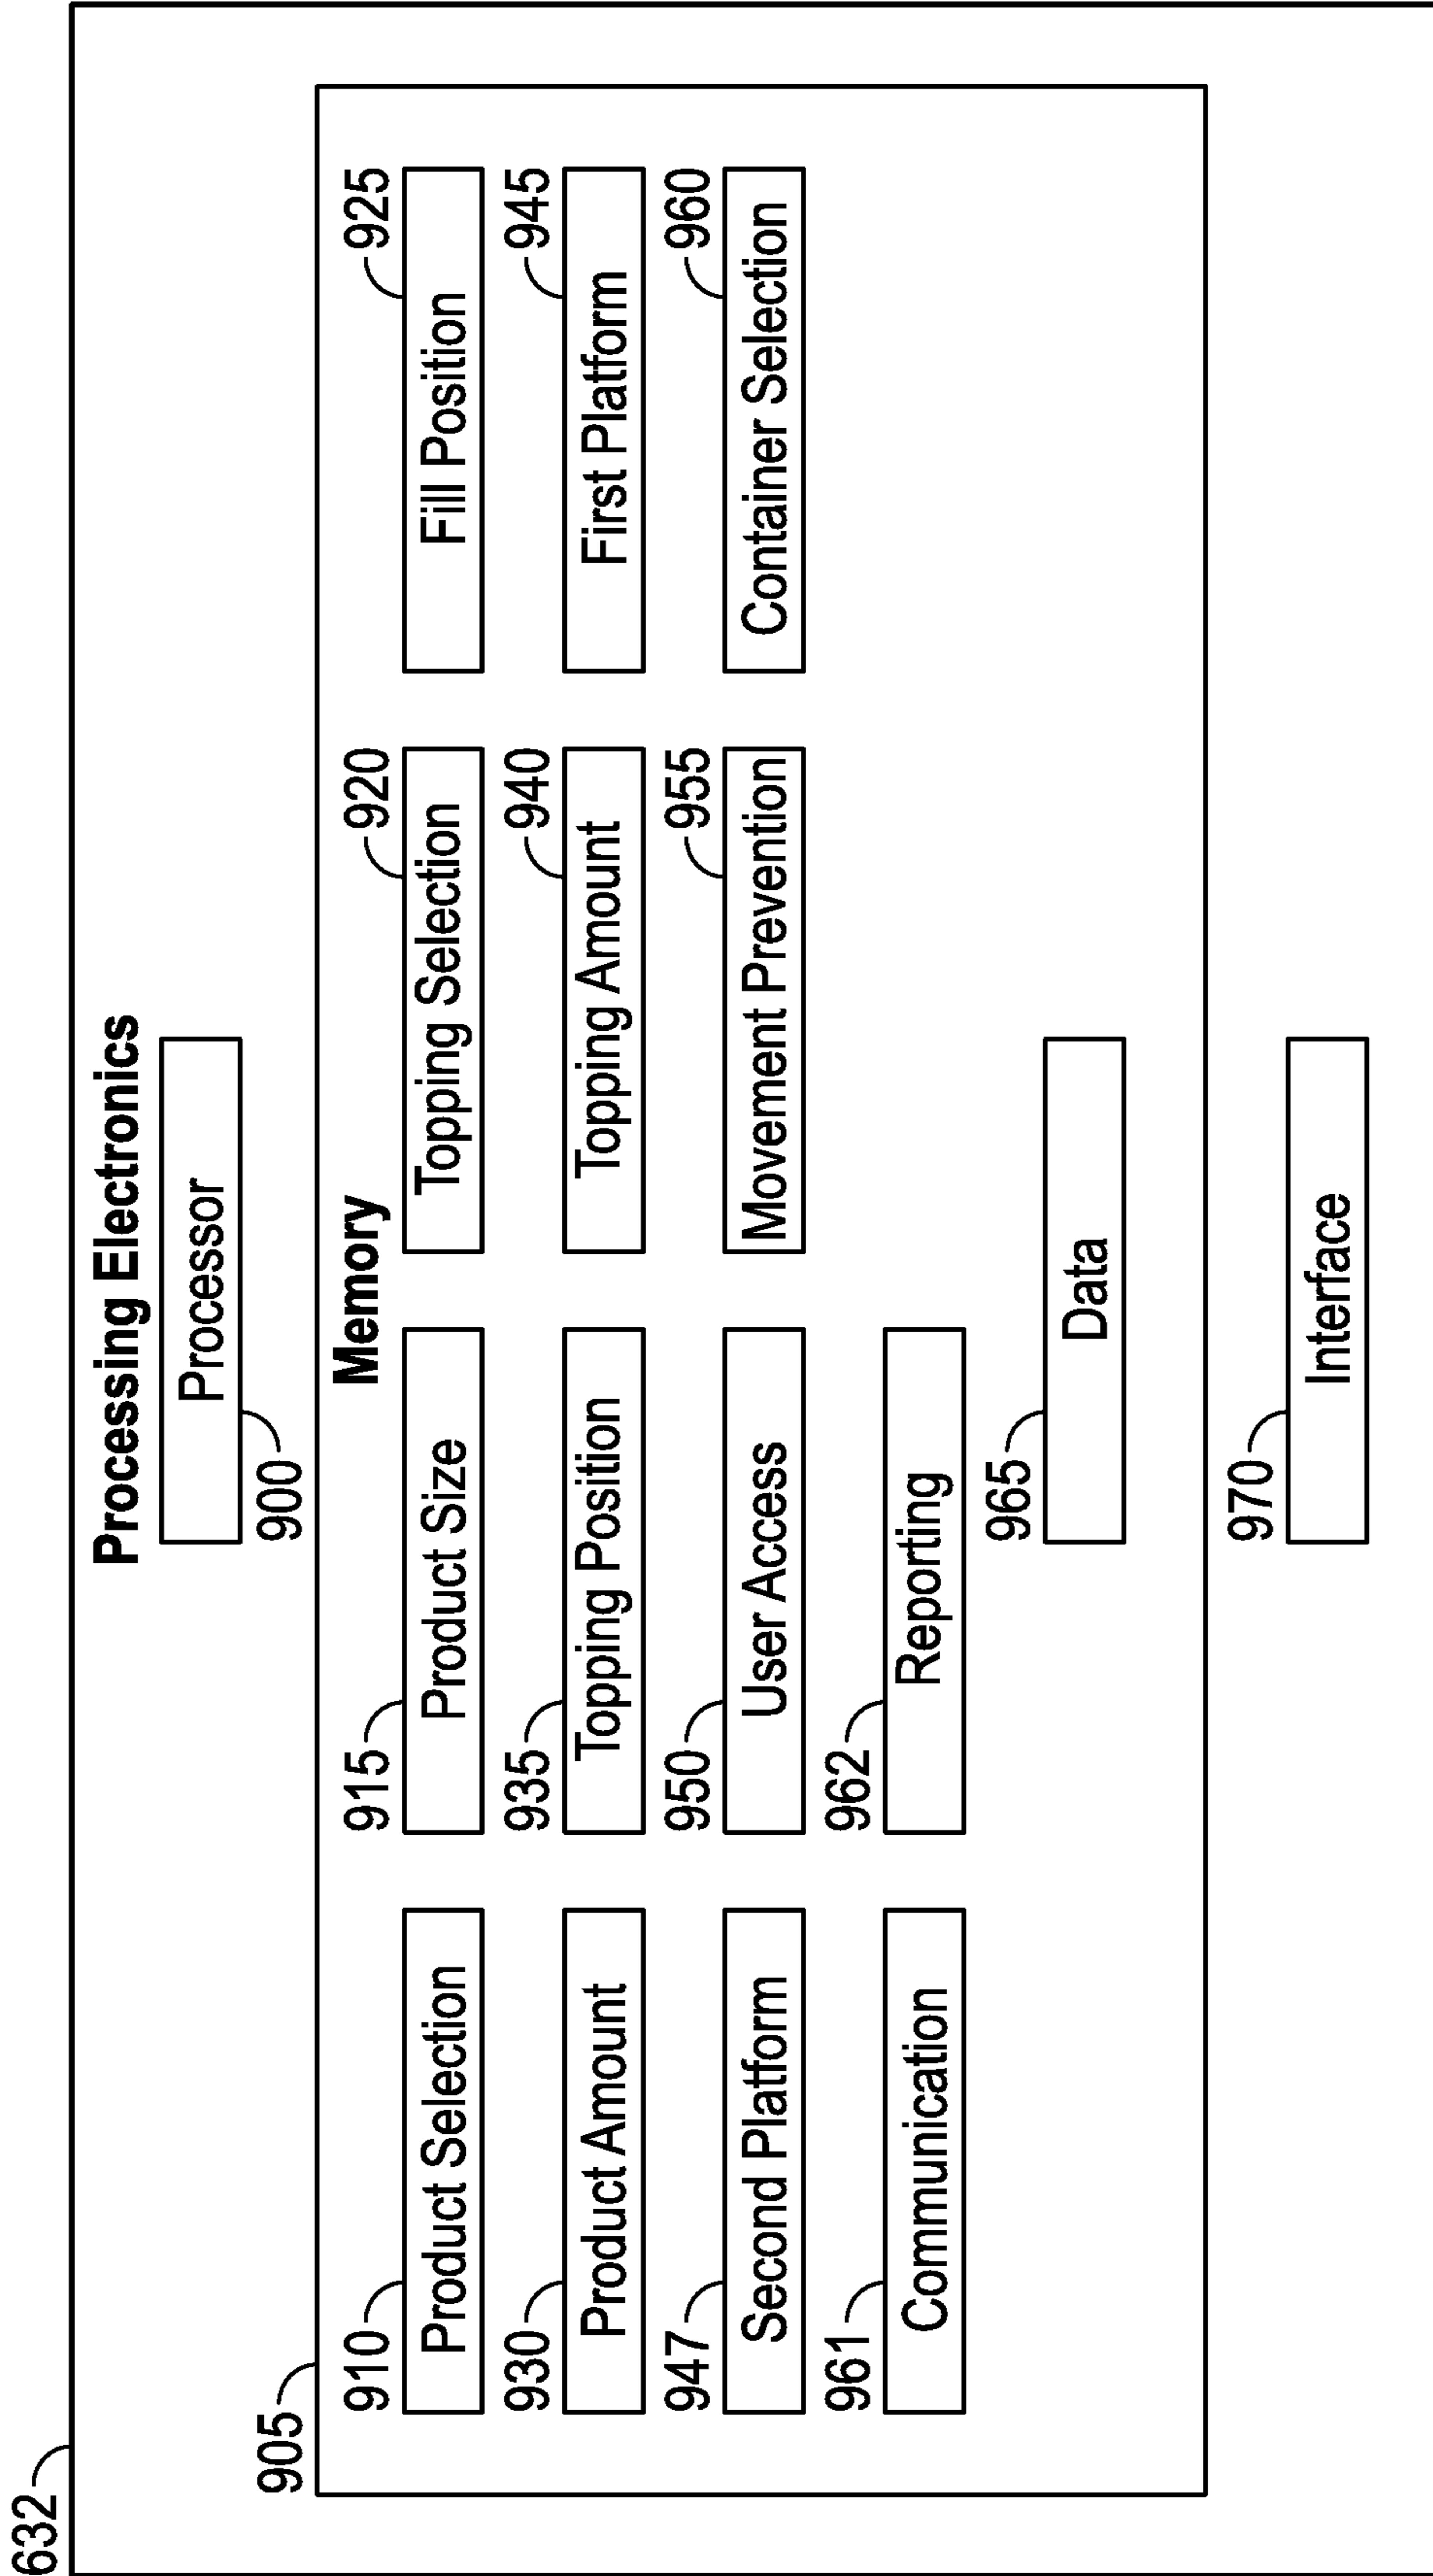 632
Processing Electronics
Processor
900
905
Memory
910 915 920 925
Product Selection Product Size Topping Selection Fill Position
930 935 940 945
Product Amount Topping Position Topping Amount First Platform
947 950 955 960
Second Platform User Access Movement Prevention Container Selection
961 962
Communication Reporting
965
Data
970
Interface